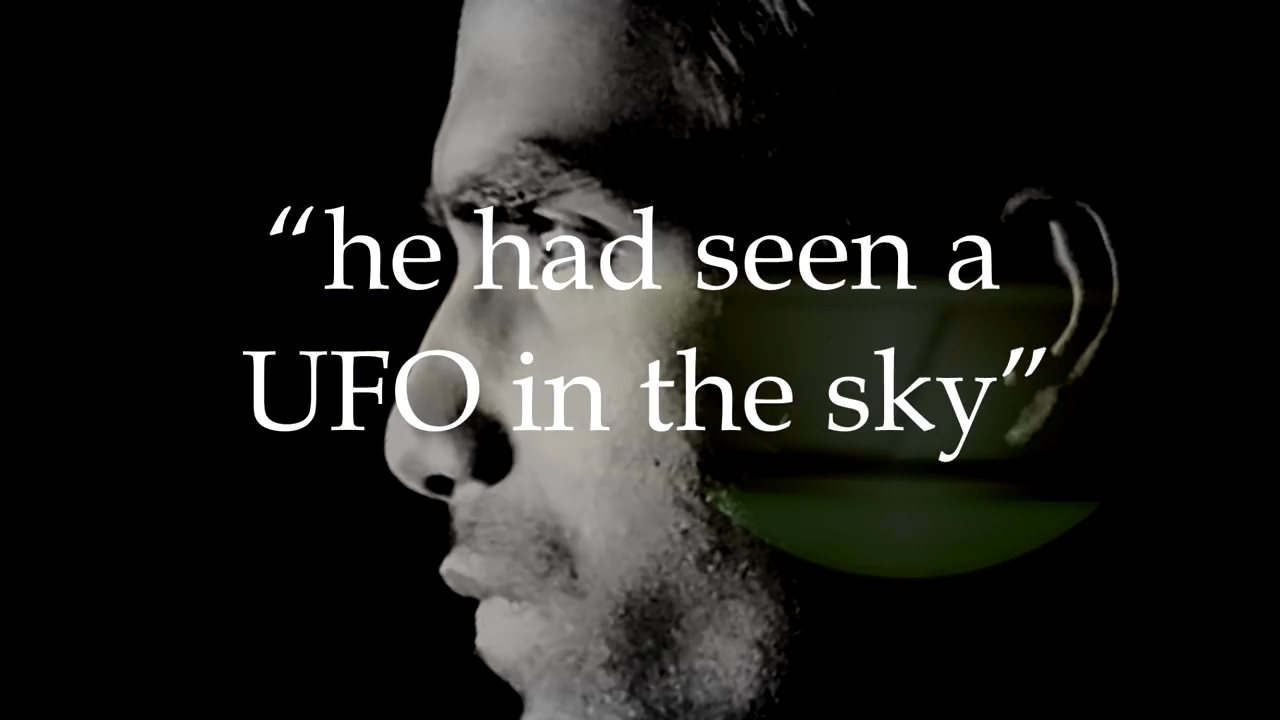 “he had seen a
UFO in the sky”